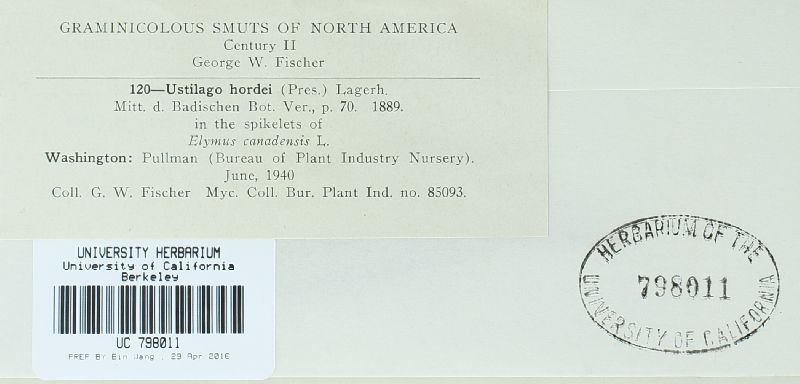 GRAMINICOLOUS SMUTS OF NORTH AMERICA
Century II
George W. Fischer
120—Ustilago hordei (Pres.) Lagerh.
Mitt. d. Badischen Bot. Ver., p. 70. 1889.
in the spikelets of
Elymus canadensis L.
Washington: Pullman (Bureau of Plant Industry Nursery).
June, 1940
Coll. G. W. Fischer Myc. Coll. Bur. Plant Ind. no. 85093.
UNIVERSITY HERBARIUM
University of California
Berkeley
UC 798011
PREP BY Bin Wang , 29 Apr 2016
HERBARIUM OF THE
798011
UNIVERSITY OF CALIFORNIA